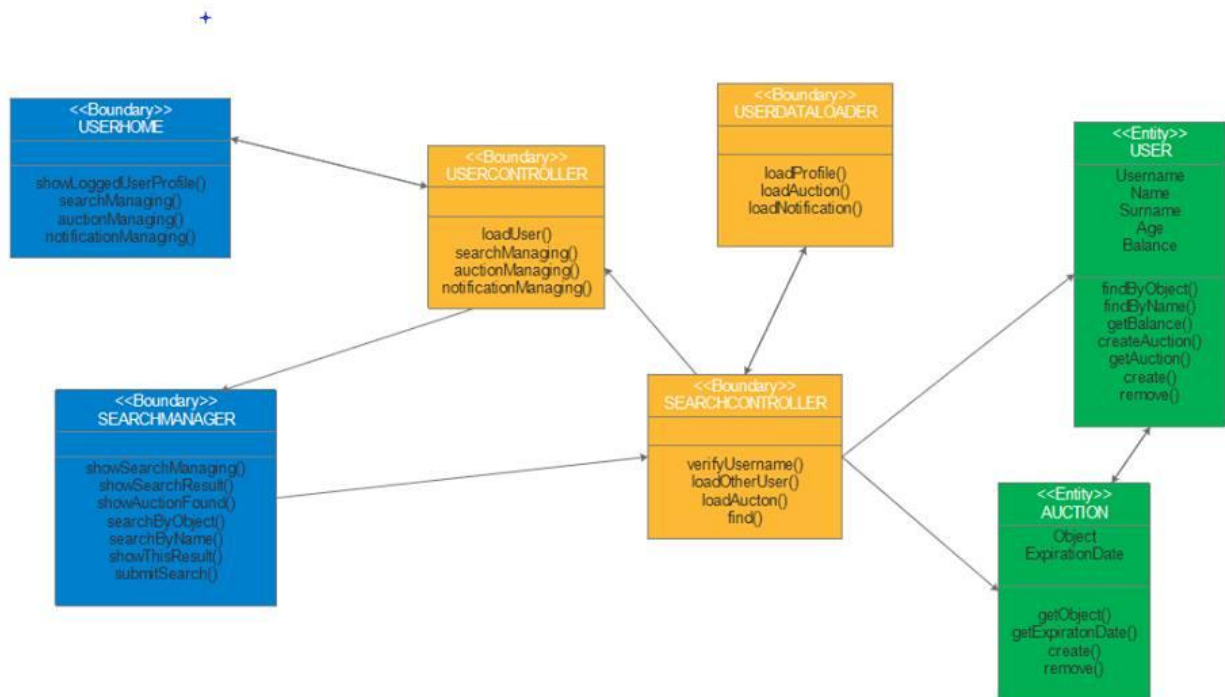 <<Boundary>>
USERHOME
showLoggedUserProfile()
searchManaging()
auctionManaging()
notificationManaging()
<<Boundary>>
USERCONTROLLER
loadUser()
searchManaging()
auctionManaging()
notificationManaging()
<<Boundary>>
USERDATALOADER
loadProfile()
loadAuction()
loadNotification()
<<Entity>>
USER
Username
Name
Surname
Age
Balance
findByObject()
findByName()
getBalance()
createAuction()
getAuction()
create()
remove()
<<Boundary>>
SEARCHMANAGER
showSearchManaging()
showSearchResult()
showAuctionFound()
searchByObject()
searchByName()
showThisResult()
submitSearch()
<<Boundary>>
SEARCHCONTROLLER
verifyUsername()
loadOtherUser()
loadAucton()
find()
<<Entity>>
AUCTION
Object
ExpirationDate
getObject()
getExpiratonDate()
create()
remove()